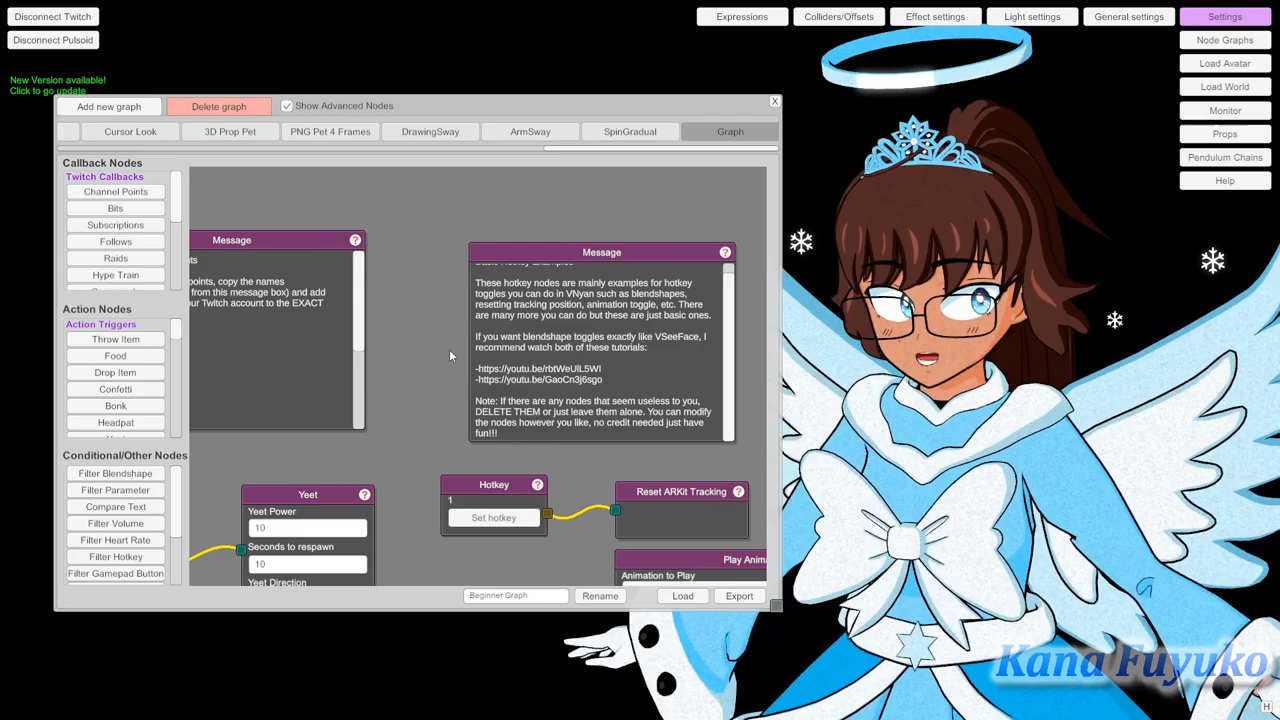 Disconnect Twitch
Disconnect Pulsoid
New Version available!
Click to go update
Expressions
Colliders/Offsets
Effect settings
Light settings
General settings
Settings
Node Graphs
Load Avatar
Load World
Monitor
Props
Pendulum Chains
Help
Add new graph
Delete graph
Show Advanced Nodes
X
Cursor Look
3D Prop Pet
PNG Pet 4 Frames
DrawingSway
ArmSway
SpinGradual
Graph
Callback Nodes
Twitch Callbacks
Channel Points
Bits
Subscriptions
Follows
Raids
Hype Train
Action Nodes
Action Triggers
Throw Item
Food
Drop Item
Confetti
Bonk
Headpat
Conditional/Other Nodes
Filter Blendshape
Filter Parameter
Compare Text
Filter Volume
Filter Heart Rate
Filter Hotkey
Filter Gamepad Button
Message
?
points, copy the names
from this message box) and add
our Twitch account to the EXACT
Message
?
Basic Hotkey Examples
These hotkey nodes are mainly examples for hotkey
toggles you can do in VNyan such as blendshapes,
resetting tracking position, animation toggle, etc. There
are many more you can do but these are just basic ones.
If you want blendshape toggles exactly like VSeeFace, I
recommend watch both of these tutorials:
-https://youtu.be/rbtWeUlL5WI
-https://youtu.be/GaoCn3j6sgo
Note: If there are any nodes that seem useless to you,
DELETE THEM or just leave them alone. You can modify
the nodes however you like, no credit needed just have
fun!!!
Yeet
?
Yeet Power
10
Seconds to respawn
10
Yeet Direction
Hotkey
?
1
Set hotkey
Reset ARKit Tracking
?
Play Anima
Animation to Play
Beginner Graph
Rename
Load
Export
Kana Fuyuko
H